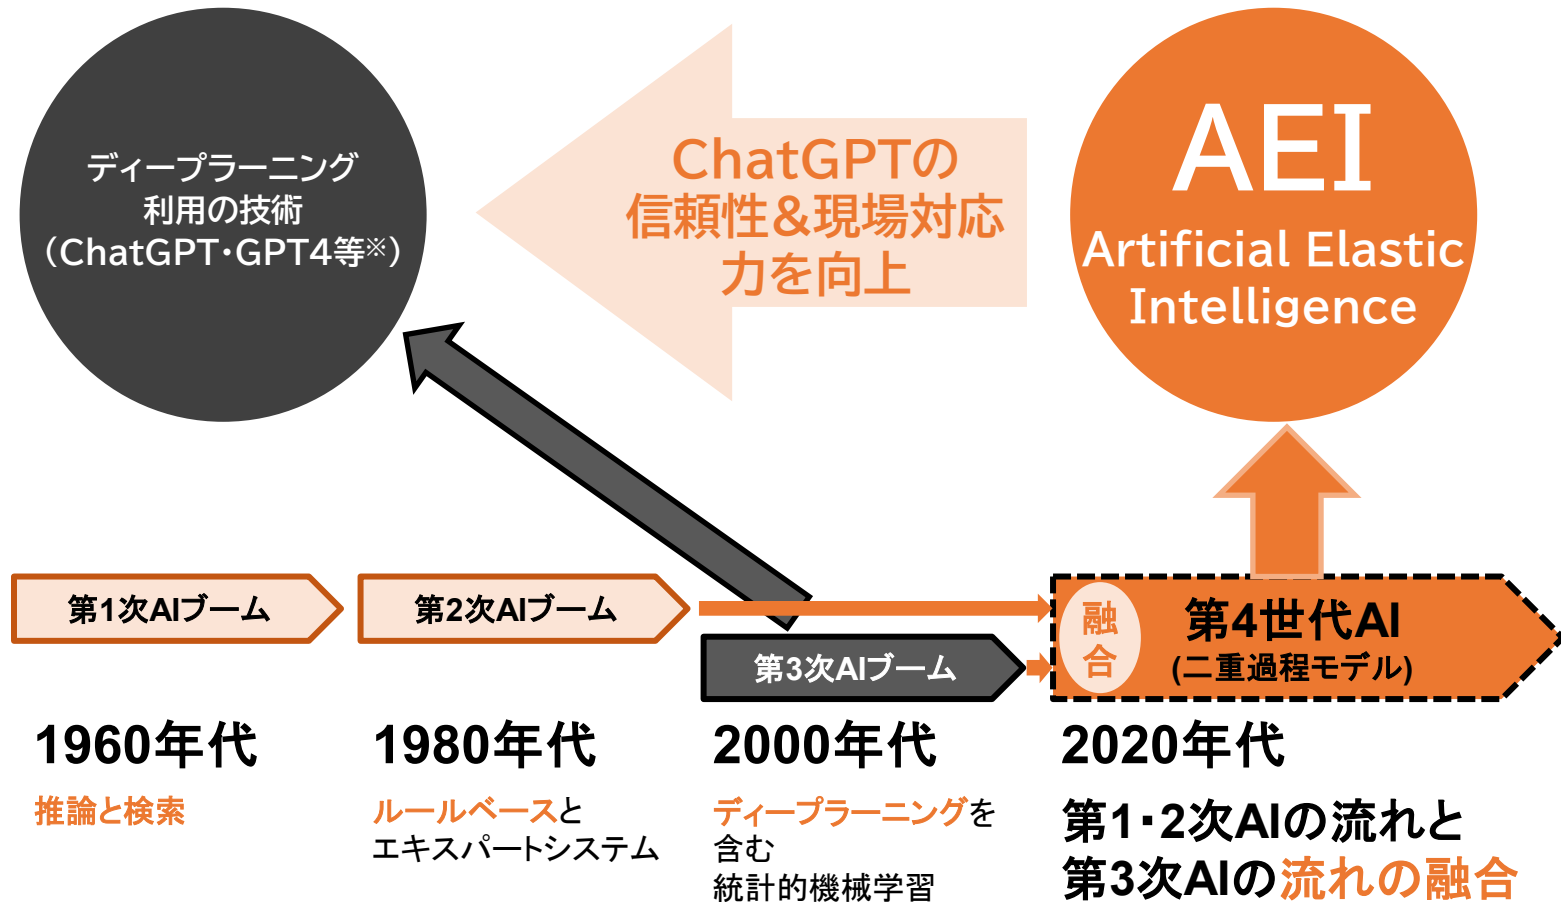 ディープラーニング
利用の技術
（ChatGPT・GPT4等※）
ChatGPTの
信頼性＆現場対応
力を向上
AEI
Artificial Elastic
Intelligence
第1次AIブーム
第2次AIブーム
第3次AIブーム
融
合
第4世代AI
(二重過程モデル)
1960年代
推論と検索
1980年代
ルールベースと
エキスパートシステム
2000年代
ディープラーニングを
含む
統計的機械学習
2020年代
第1・2次AIの流れと
第3次AIの流れの融合